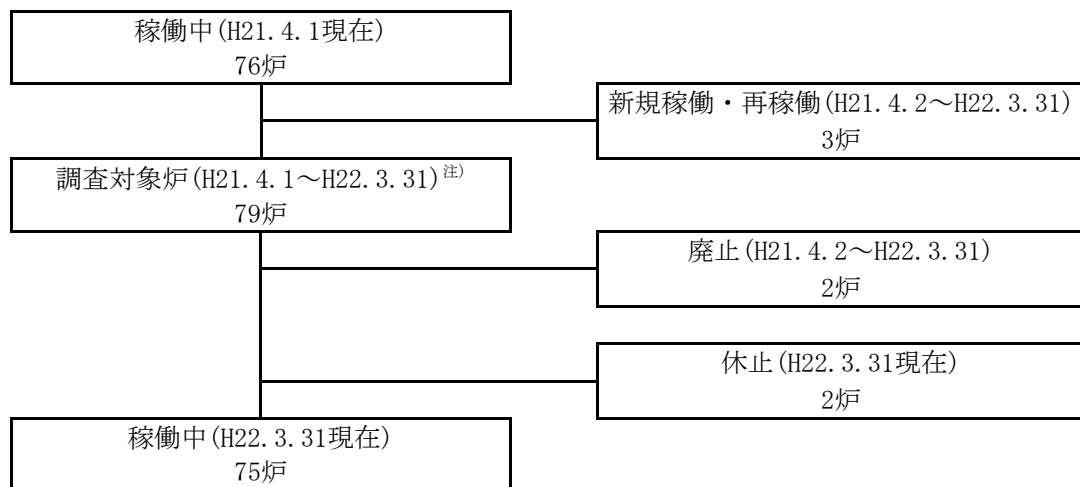 稼働中(H21.4.1現在)
76炉
新規稼働・再稼働(H21.4.2～H22.3.31)
3炉
調査対象炉(H21.4.1～H22.3.31)注)
79炉
廃止(H21.4.2～H22.3.31)
2炉
休止(H22.3.31現在)
2炉
稼働中(H22.3.31現在)
75炉